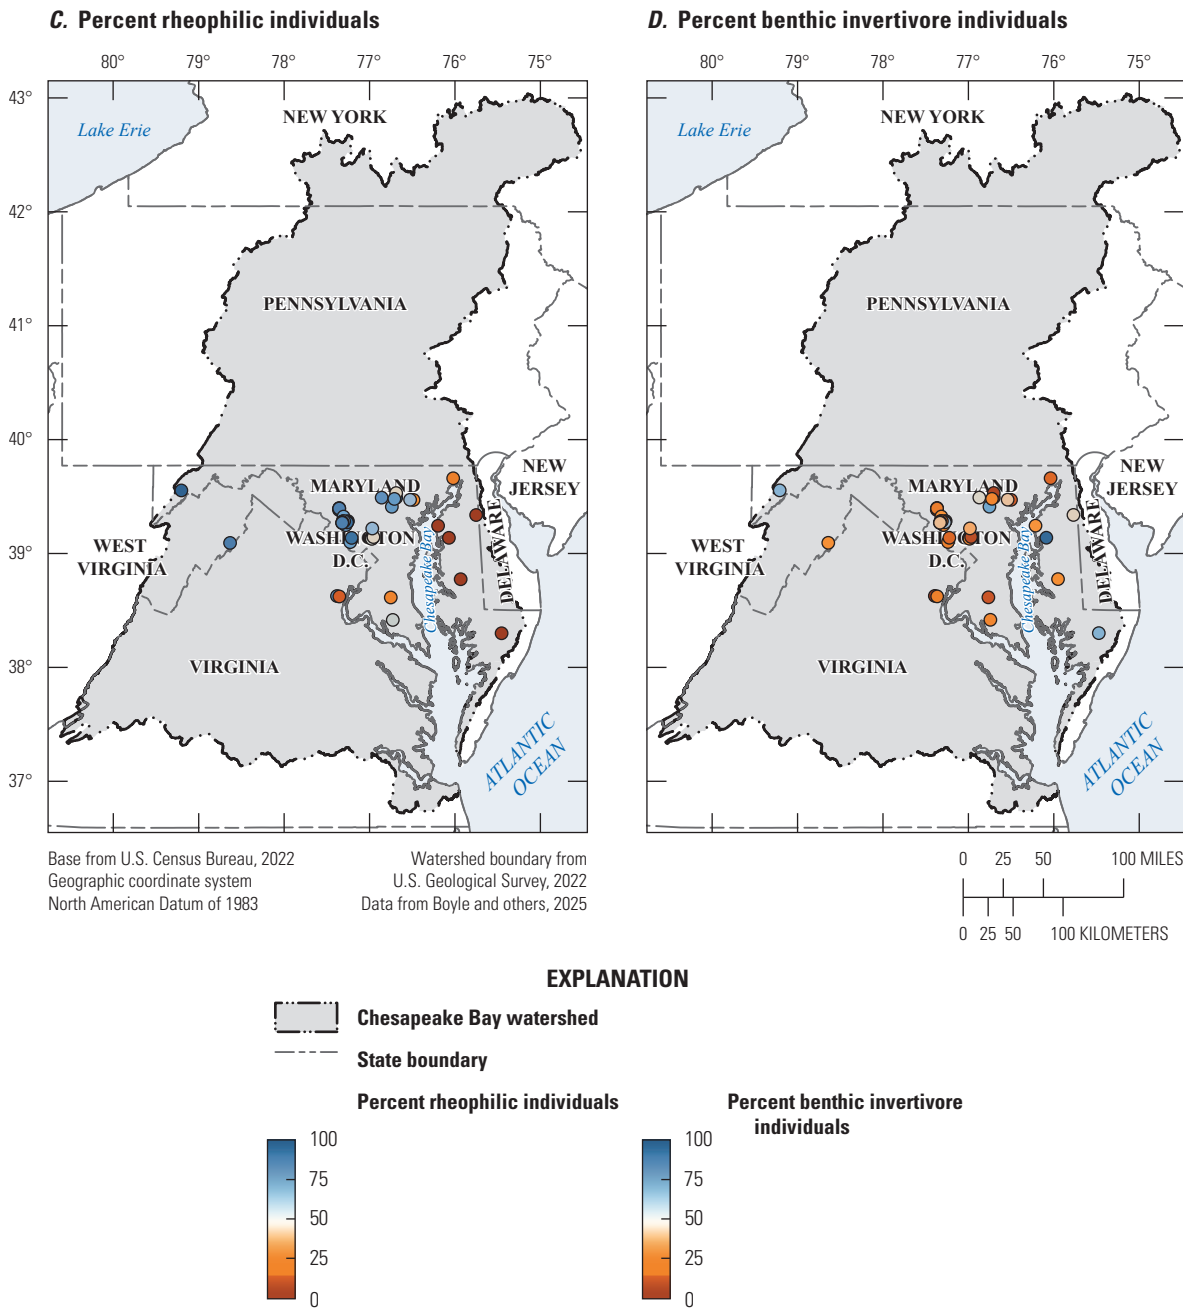 C. Percent rheophilic individuals
80° 79° 78° 77° 76° 75°
43°
42°
41°
40°
39°
38°
37°
Lake Erie
NEW YORK
PENNSYLVANIA
NEW
JERSEY
MARYLAND
WEST
VIRGINIA
WASHINGTON
D.C.
DELAWARE
Chesapeake Bay
VIRGINIA
ATLANTIC
OCEAN
Base from U.S. Census Bureau, 2022
Geographic coordinate system
North American Datum of 1983
Watershed boundary from
U.S. Geological Survey, 2022
Data from Boyle and others, 2025
D. Percent benthic invertivore individuals
80° 79° 78° 77° 76° 75°
Lake Erie
NEW YORK
PENNSYLVANIA
NEW
JERSEY
MARYLAND
WEST
VIRGINIA
WASHINGTON
D.C.
DELAWARE
Chesapeake Bay
VIRGINIA
ATLANTIC
OCEAN
0 25 50 100 MILES
0 25 50 100 KILOMETERS
EXPLANATION
Chesapeake Bay watershed
State boundary
Percent rheophilic individuals
100
75
50
25
0
Percent benthic invertivore
individuals
100
75
50
25
0